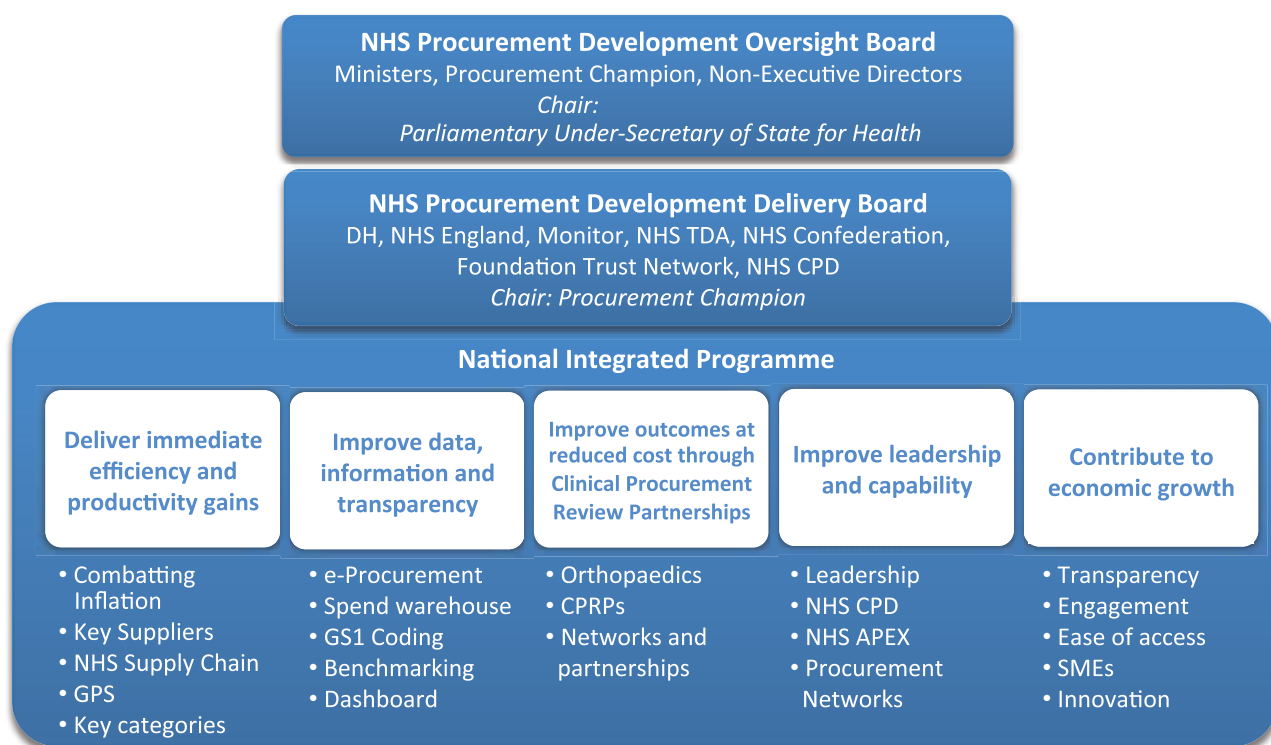 NHS Procurement Development Oversight Board
Ministers, Procurement Champion, Non-Executive Directors
Chair:
Parliamentary Under-Secretary of State for Health
NHS Procurement Development Delivery Board
DH, NHS England, Monitor, NHS TDA, NHS Confederation,
Foundation Trust Network, NHS CPD
Chair: Procurement Champion
National Integrated Programme
Deliver immediate
efficiency and
productivity gains
• Combatting
Inflation
• Key Suppliers
• NHS Supply Chain
• GPS
• Key categories
Improve data,
information and
transparency
• e-Procurement
• Spend warehouse
• GS1 Coding
• Benchmarking
• Dashboard
Improve outcomes at
reduced cost through
Clinical Procurement
Review Partnerships
• Orthopaedics
• CPRPs
• Networks and
partnerships
Improve leadership
and capability
• Leadership
• NHS CPD
• NHS APEX
• Procurement
Networks
Contribute to
economic growth
• Transparency
• Engagement
• Ease of access
• SMEs
• Innovation